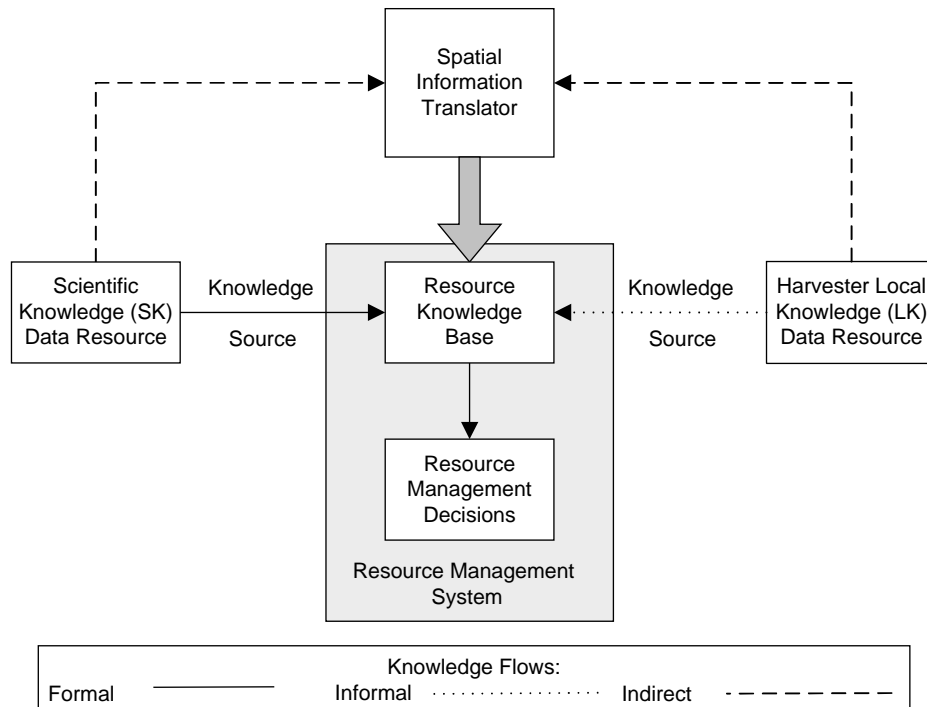 Spatial
Information
Translator
Scientific
Knowledge (SK)
Data Resource
Knowledge
Source
Resource
Knowledge
Base
Knowledge
Source
Harvester Local
Knowledge (LK)
Data Resource
Resource
Management
Decisions
Resource Management
System
Knowledge Flows:
Formal
Informal
Indirect